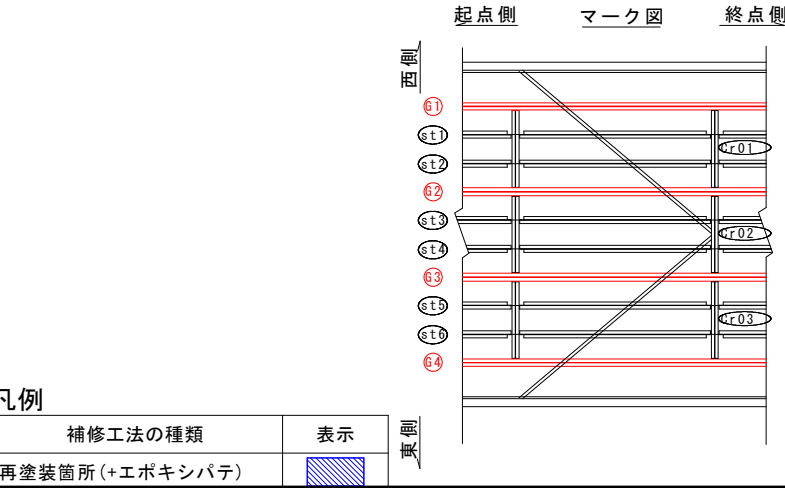 起点側 マーク図 終点側
西側
G1
st1
Cr01
st2
G2
st3
Cr02
st4
G3
st5
Cr03
st6
G4
東側
凡例
補修工法の種類 表示
再塗装箇所(+エポキシパテ)